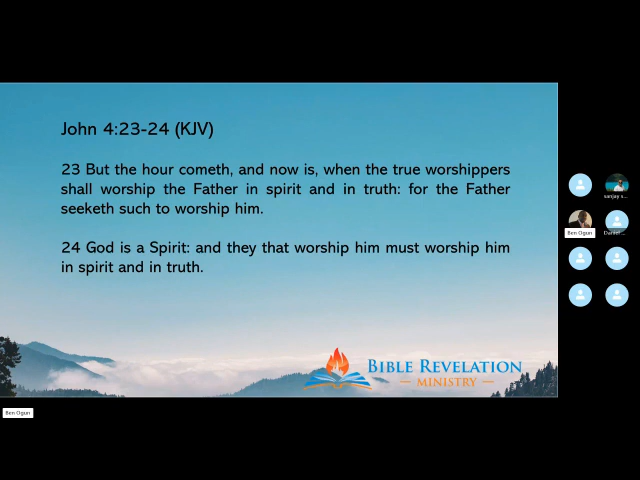 John 4:23-24 (KJV)
23 But the hour cometh, and now is, when the true worshippers
shall worship the Father in spirit and in truth: for the Father
seeketh such to worship him.
24 God is a Spirit: and they that worship him must worship him
in spirit and in truth.
BIBLE REVELATION
MINISTRY
sanjay s...
Ben Ogun
Daniel ...
Ben Ogun